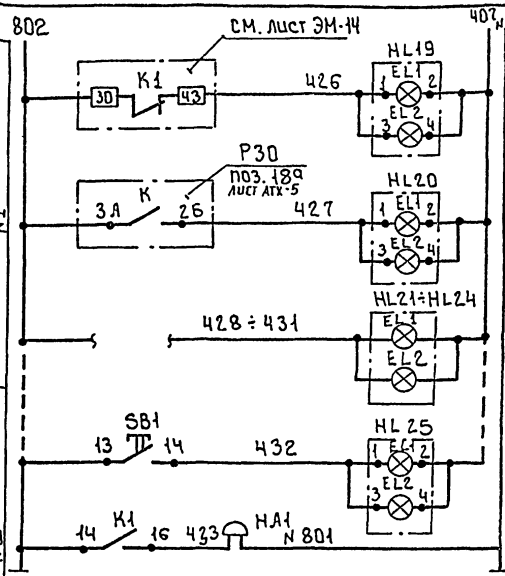 802
СМ. ЛИСТ ЭМ-14
407
N
HL19
30 K1 43
426
EL1
1 2
EL2
3 4
Р30
ПОЗ. 189
ЛИСТ АТХ-5
HL20
3А K 2Б
427
EL1
1 2
EL2
3 4
HL21÷HL24
428÷431
EL1
EL2
SB1
HL25
13 14
432
EL1
1 2
EL2
3 4
14 K1 16
423
HA1
N 801